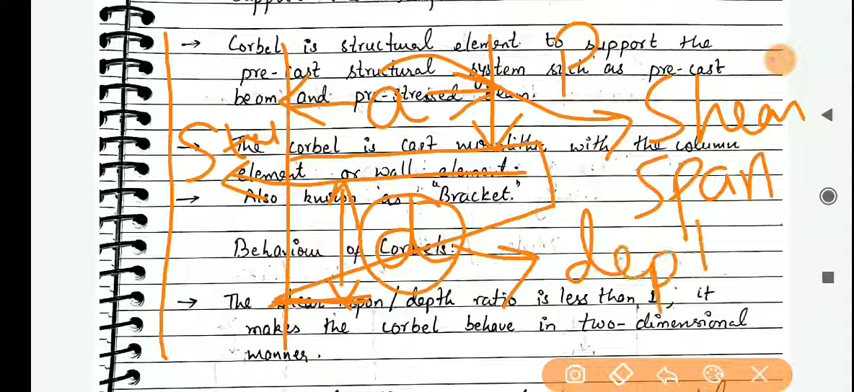 → Corbel is structural element to support the
pre-cast structural system such as pre-cast
beam and pre-stressed beam.
→ The corbel is cast monolithic with the column
element or wall element.
→ Also known as "Bracket."
Behaviour of Corbels:
→ The shear span/depth ratio is less than 1, it
makes the corbel behave in two-dimensional
manner.
P
a
Shear
span
Steel
d
dept